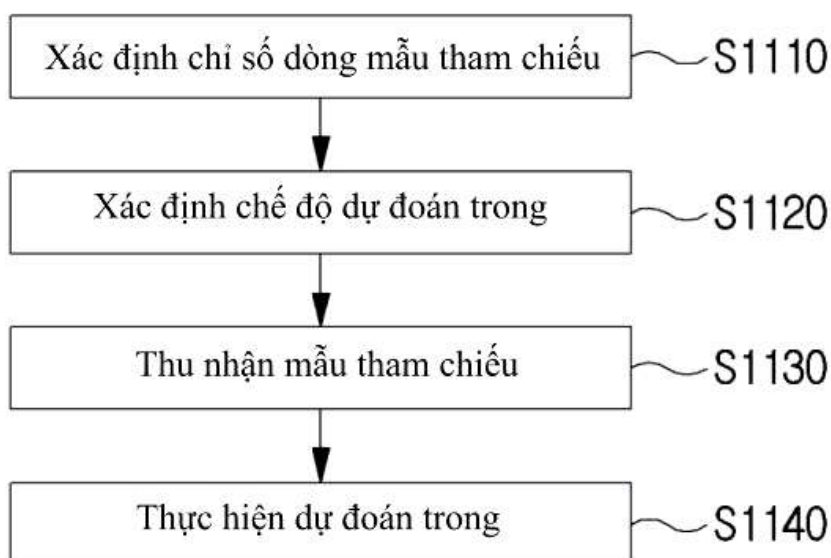 Xác định chỉ số dòng mẫu tham chiếu S1110
Xác định chế độ dự đoán trong S1120
Thu nhận mẫu tham chiếu S1130
Thực hiện dự đoán trong S1140